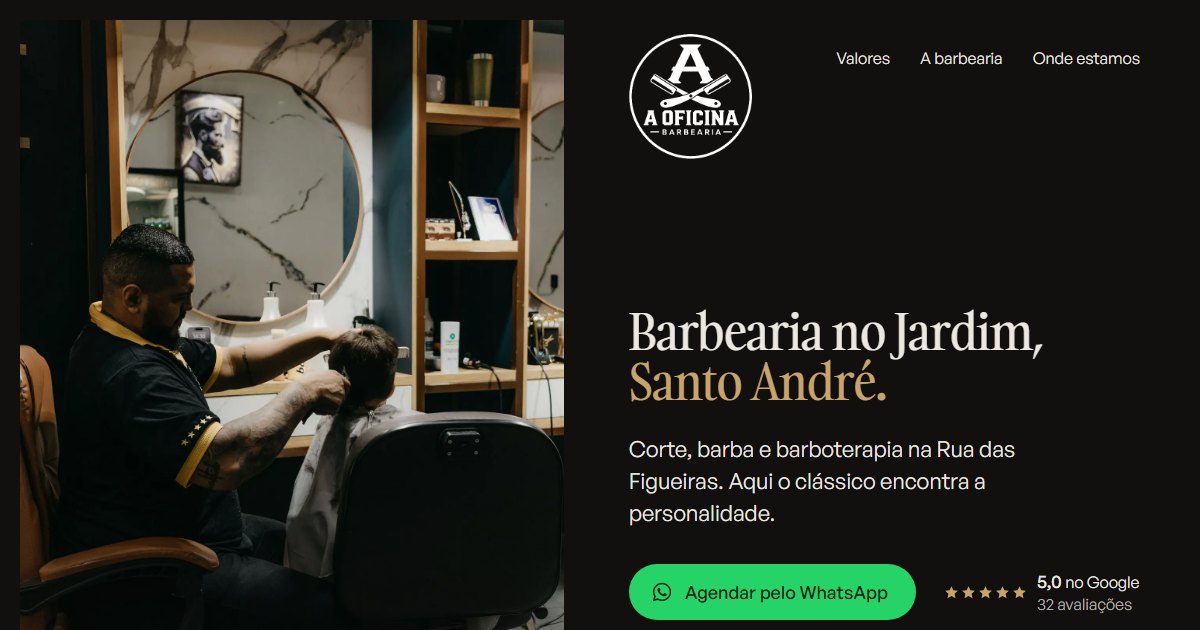 A
A OFICINA
BARBEARIA
Valores
A barbearia
Onde estamos
Barbearia no Jardim,
Santo André.
Corte, barba e barboterapia na Rua das
Figueiras. Aqui o clássico encontra a
personalidade.
Agendar pelo WhatsApp
5,0 no Google
32 avaliações